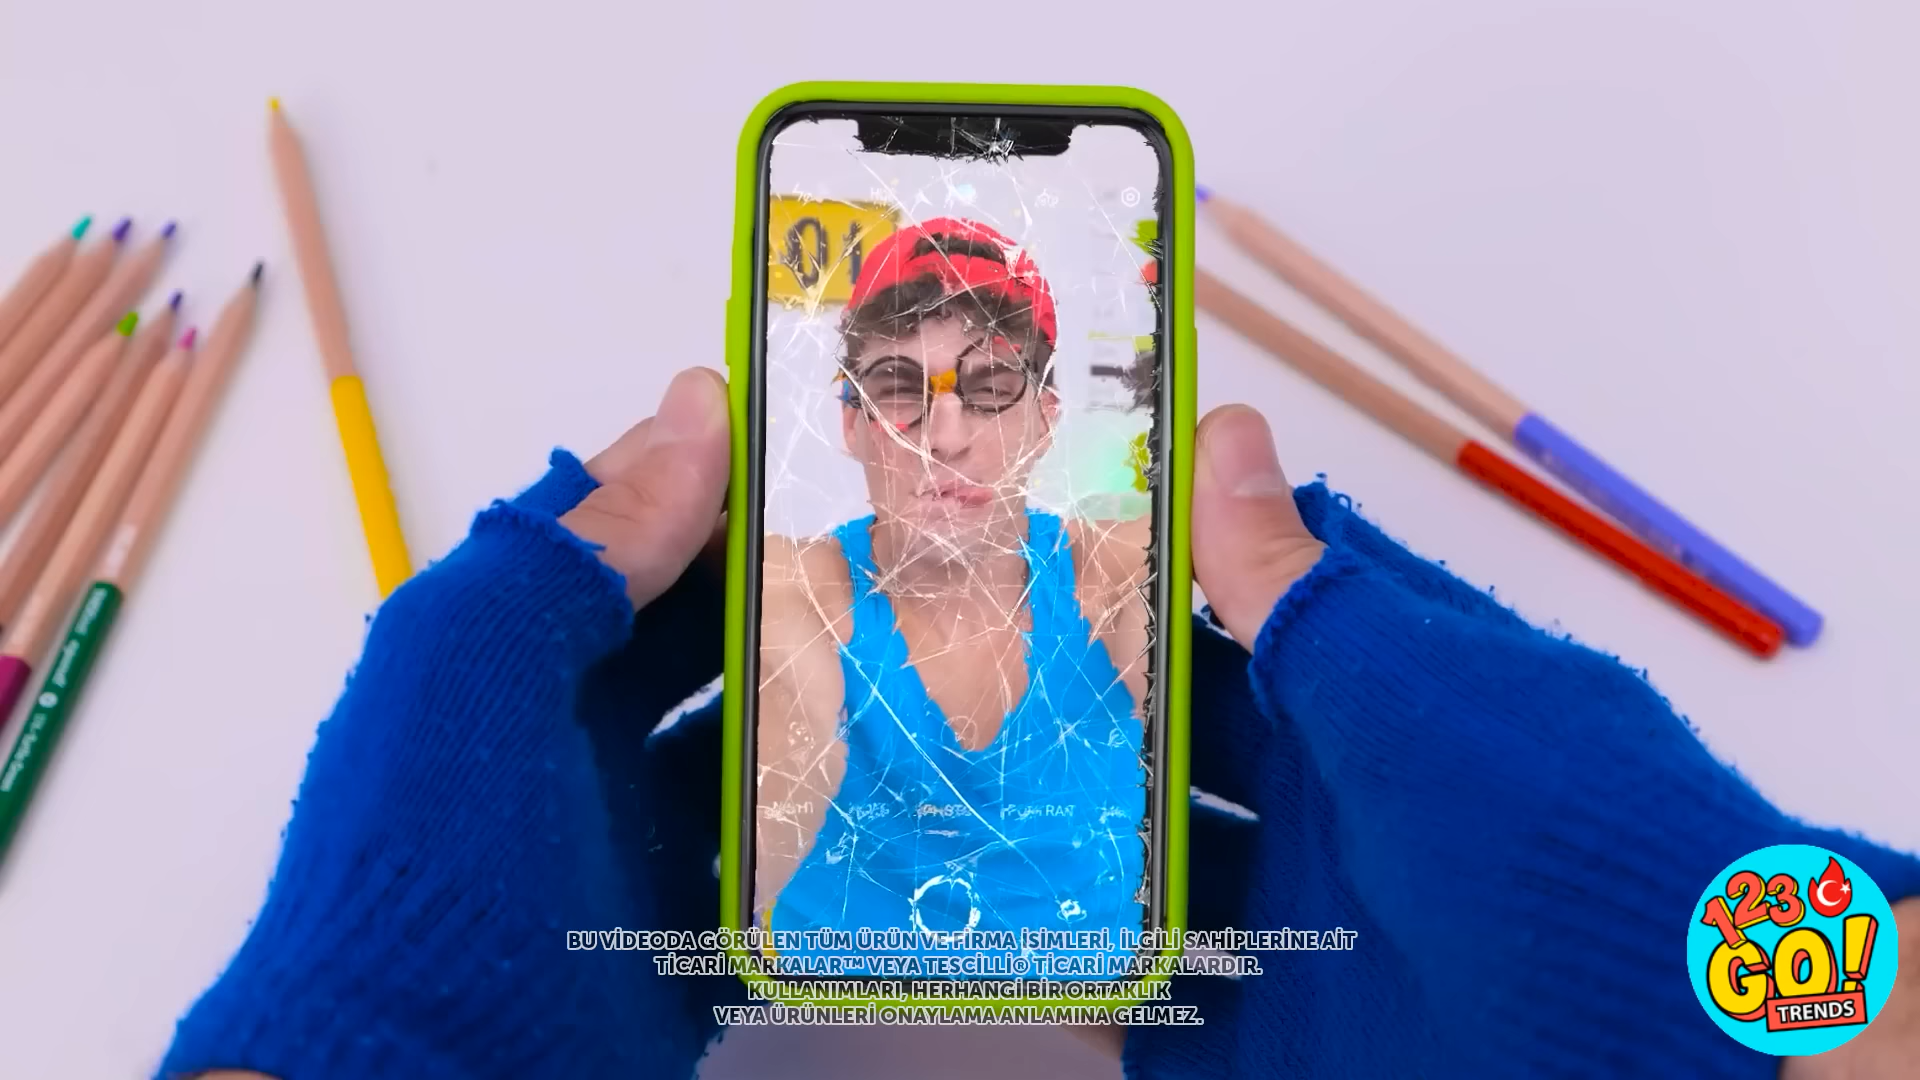 01
BU VİDEODA GÖRÜLEN TÜM ÜRÜN VE FİRMA İSİMLERİ, İLGİLİ SAHİPLERİNE AİT
TİCARİ MARKALAR™ VEYA TESCİLLİ® TİCARİ MARKALARDIR.
KULLANIMLARI, HERHANGİ BİR ORTAKLIK
VEYA ÜRÜNLERİ ONAYLAMA ANLAMINA GELMEZ.
123
GO!
TRENDS